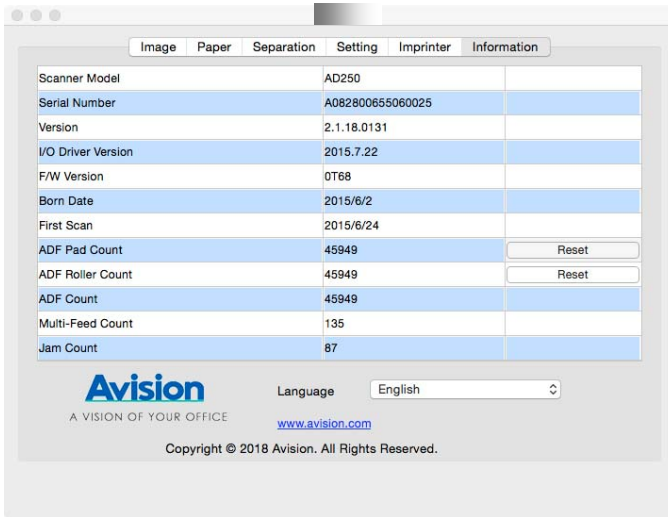 Image Paper Separation Setting Imprinter Information
Scanner Model AD250
Serial Number A082800655060025
Version 2.1.18.0131
I/O Driver Version 2015.7.22
F/W Version 0T68
Born Date 2015/6/2
First Scan 2015/6/24
ADF Pad Count 45949 Reset
ADF Roller Count 45949 Reset
ADF Count 45949
Multi-Feed Count 135
Jam Count 87
Avision
A VISION OF YOUR OFFICE
Language English
www.avision.com
Copyright © 2018 Avision. All Rights Reserved.